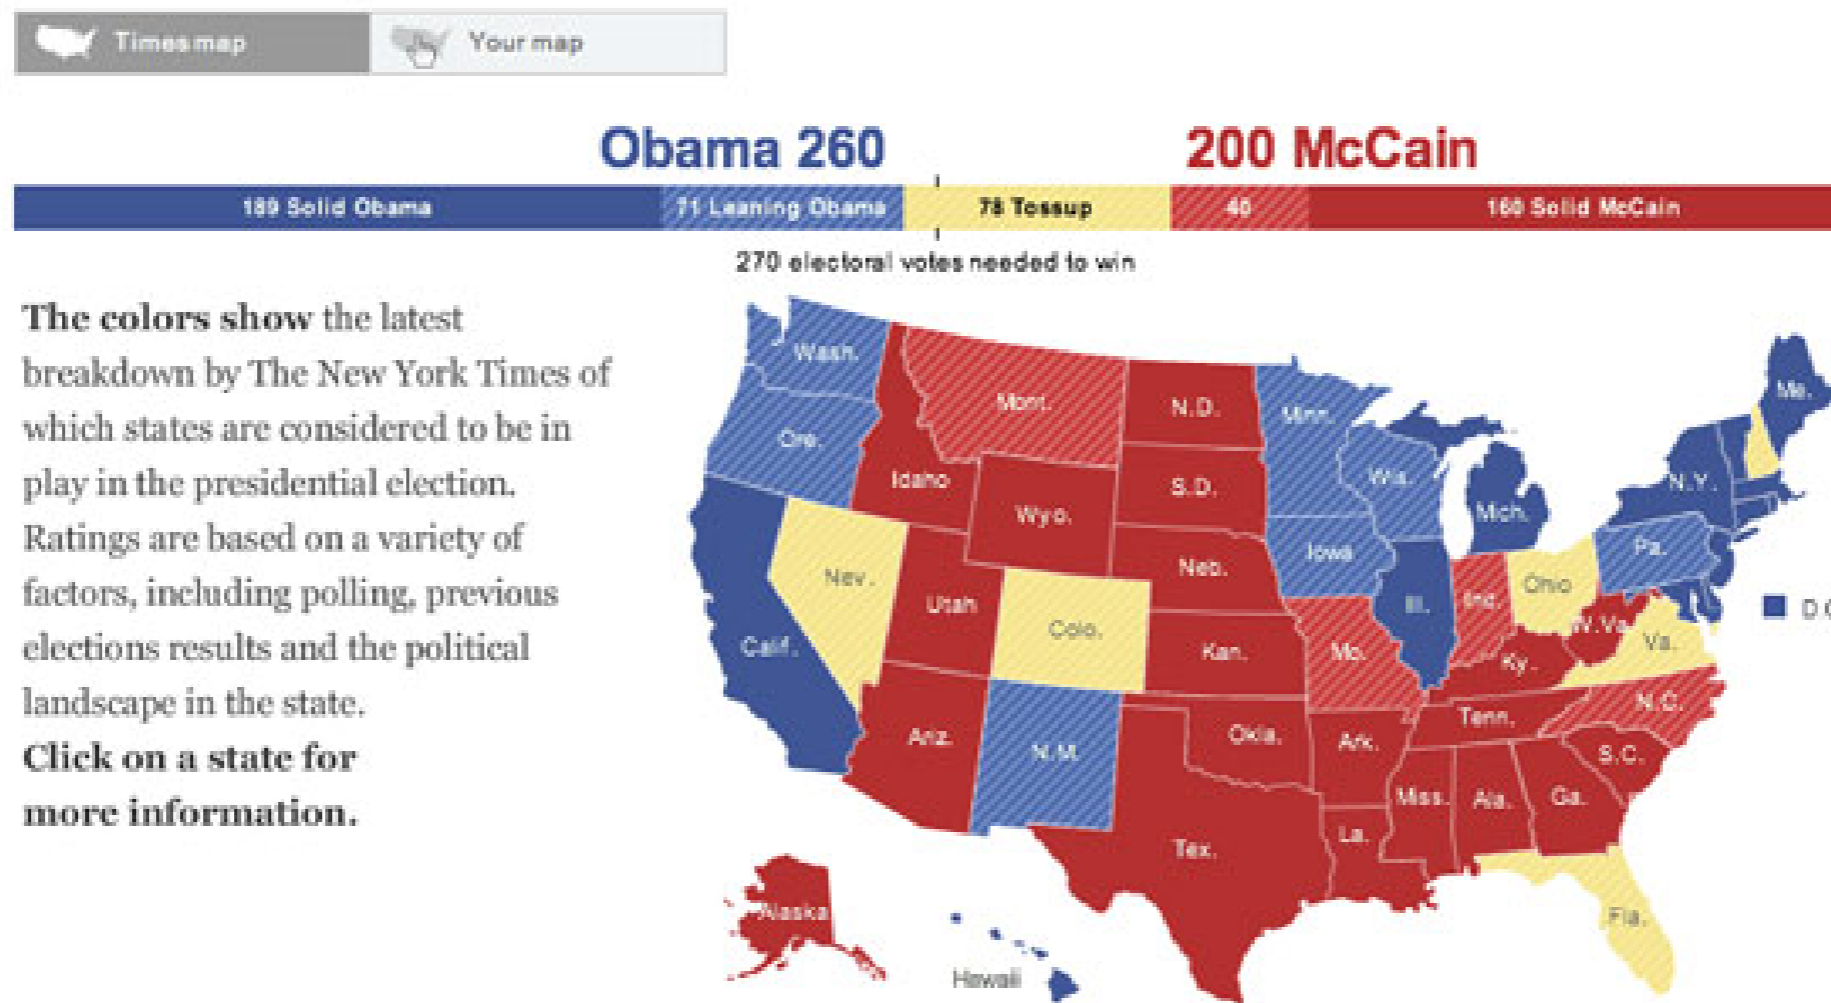 Times map
Your map
Obama 260
200 McCain
189 Solid Obama
71 Leaning Obama
78 Tossup
40
160 Solid McCain
270 electoral votes needed to win
The colors show the latest
breakdown by The New York Times of
which states are considered to be in
play in the presidential election.
Ratings are based on a variety of
factors, including polling, previous
elections results and the political
landscape in the state.
Click on a state for
more information.
Wash.
Ore.
Calif.
Nev.
Idaho
Mont.
Wyo.
Utah
Ariz.
Colo.
N.M.
N.D.
S.D.
Neb.
Kan.
Okla.
Tex.
Minn.
Iowa
Mo.
Ark.
La.
Wis.
Ill.
Mich.
Ind.
Ohio
Ky.
Tenn.
Miss.
Ala.
Ga.
Fla.
S.C.
N.C.
Va.
W.Va
Pa.
N.Y.
Me.
D.C
Alaska
Hawaii